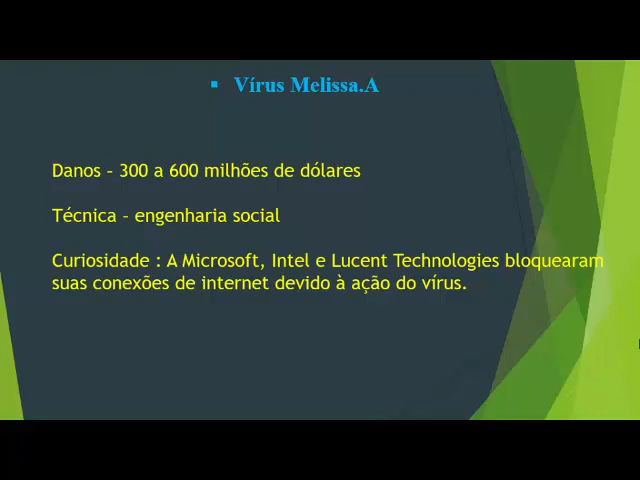 ▪ Vírus Melissa.A
Danos – 300 a 600 milhões de dólares
Técnica – engenharia social
Curiosidade : A Microsoft, Intel e Lucent Technologies bloquearam
suas conexões de internet devido à ação do vírus.